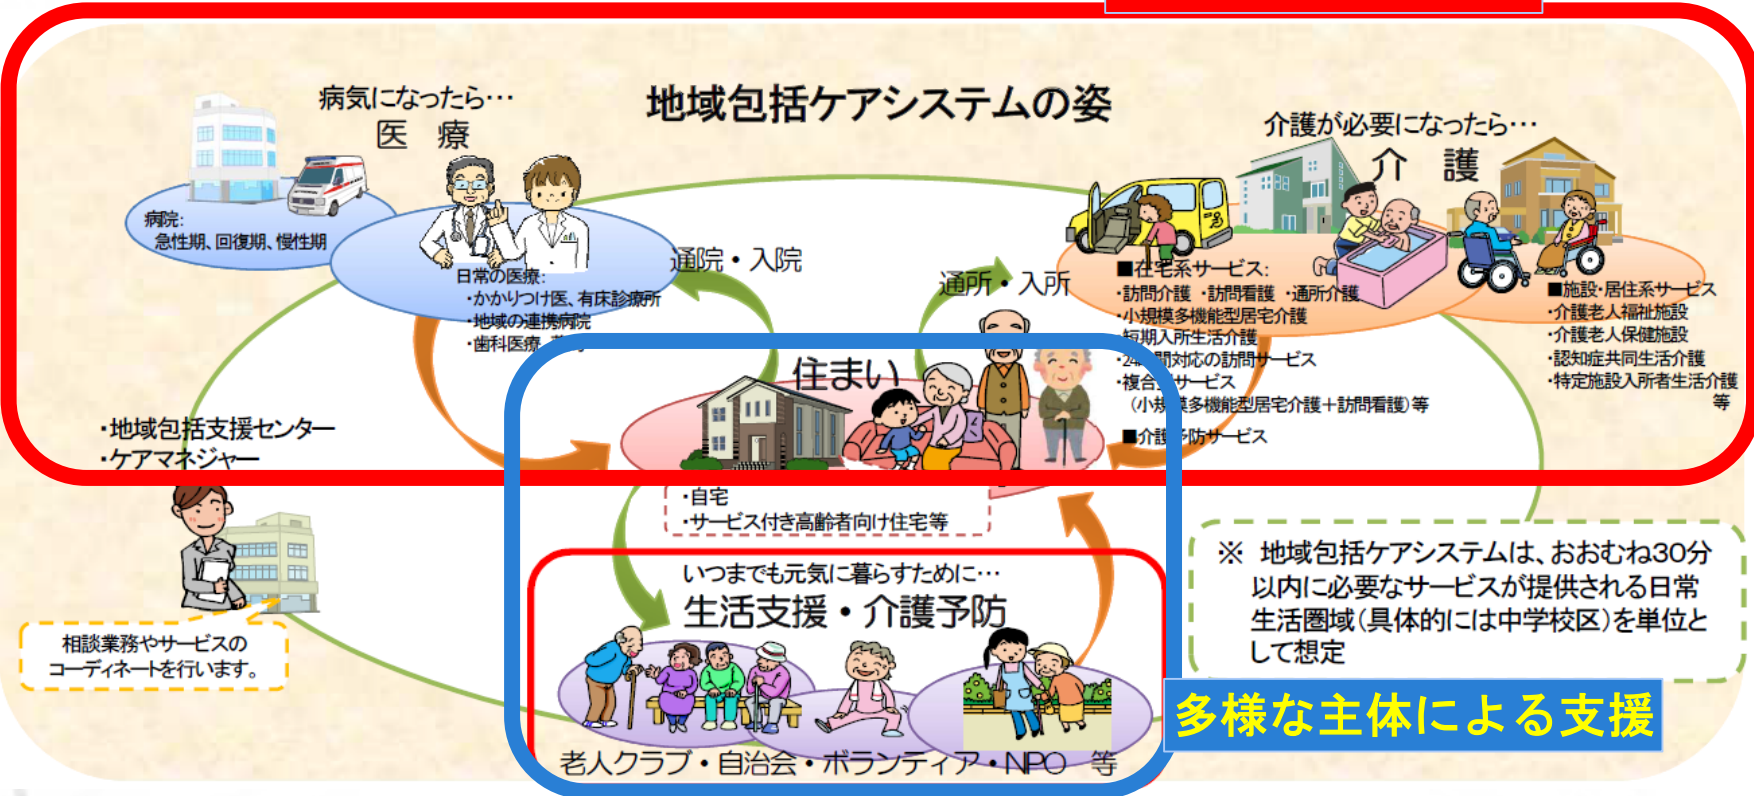 地域包括ケアシステムの姿
病気になったら…
医　療
病院:
急性期、回復期、慢性期
日常の医療:
・かかりつけ医、有床診療所
・地域の連携病院
・歯科医療
通院・入院
通所・入所
介護が必要になったら…
介　護
■在宅系サービス:
・訪問介護　・訪問看護　・通所介護
・小規模多機能型居宅介護
・短期入所生活介護
・24時間対応の訪問サービス
・複合型サービス
（小規模多機能型居宅介護＋訪問看護）等
■介護予防サービス
■施設・居住系サービス
・介護老人福祉施設
・介護老人保健施設
・認知症共同生活介護
・特定施設入所者生活介護
等
住まい
・自宅
・サービス付き高齢者向け住宅等
・地域包括支援センター
・ケアマネジャー
相談業務やサービスの
コーディネートを行います。
いつまでも元気に暮らすために…
生活支援・介護予防
老人クラブ・自治会・ボランティア・NPO　等
※　地域包括ケアシステムは、おおむね30分
以内に必要なサービスが提供される日常
生活圏域（具体的には中学校区）を単位と
して想定
多様な主体による支援